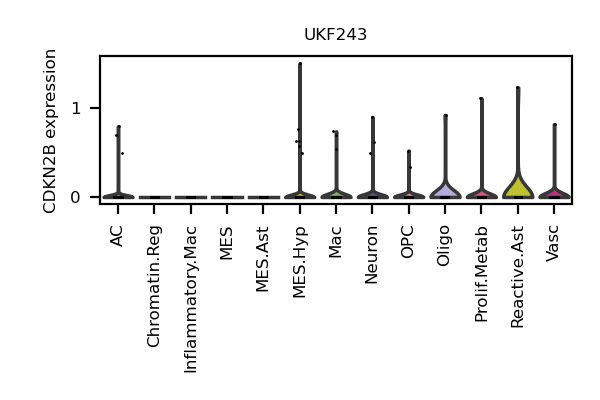 UKF243
CDKN2B expression
1
0
AC
Chromatin.Reg
Inflammatory.Mac
MES
MES.Ast
MES.Hyp
Mac
Neuron
OPC
Oligo
Prolif.Metab
Reactive.Ast
Vasc